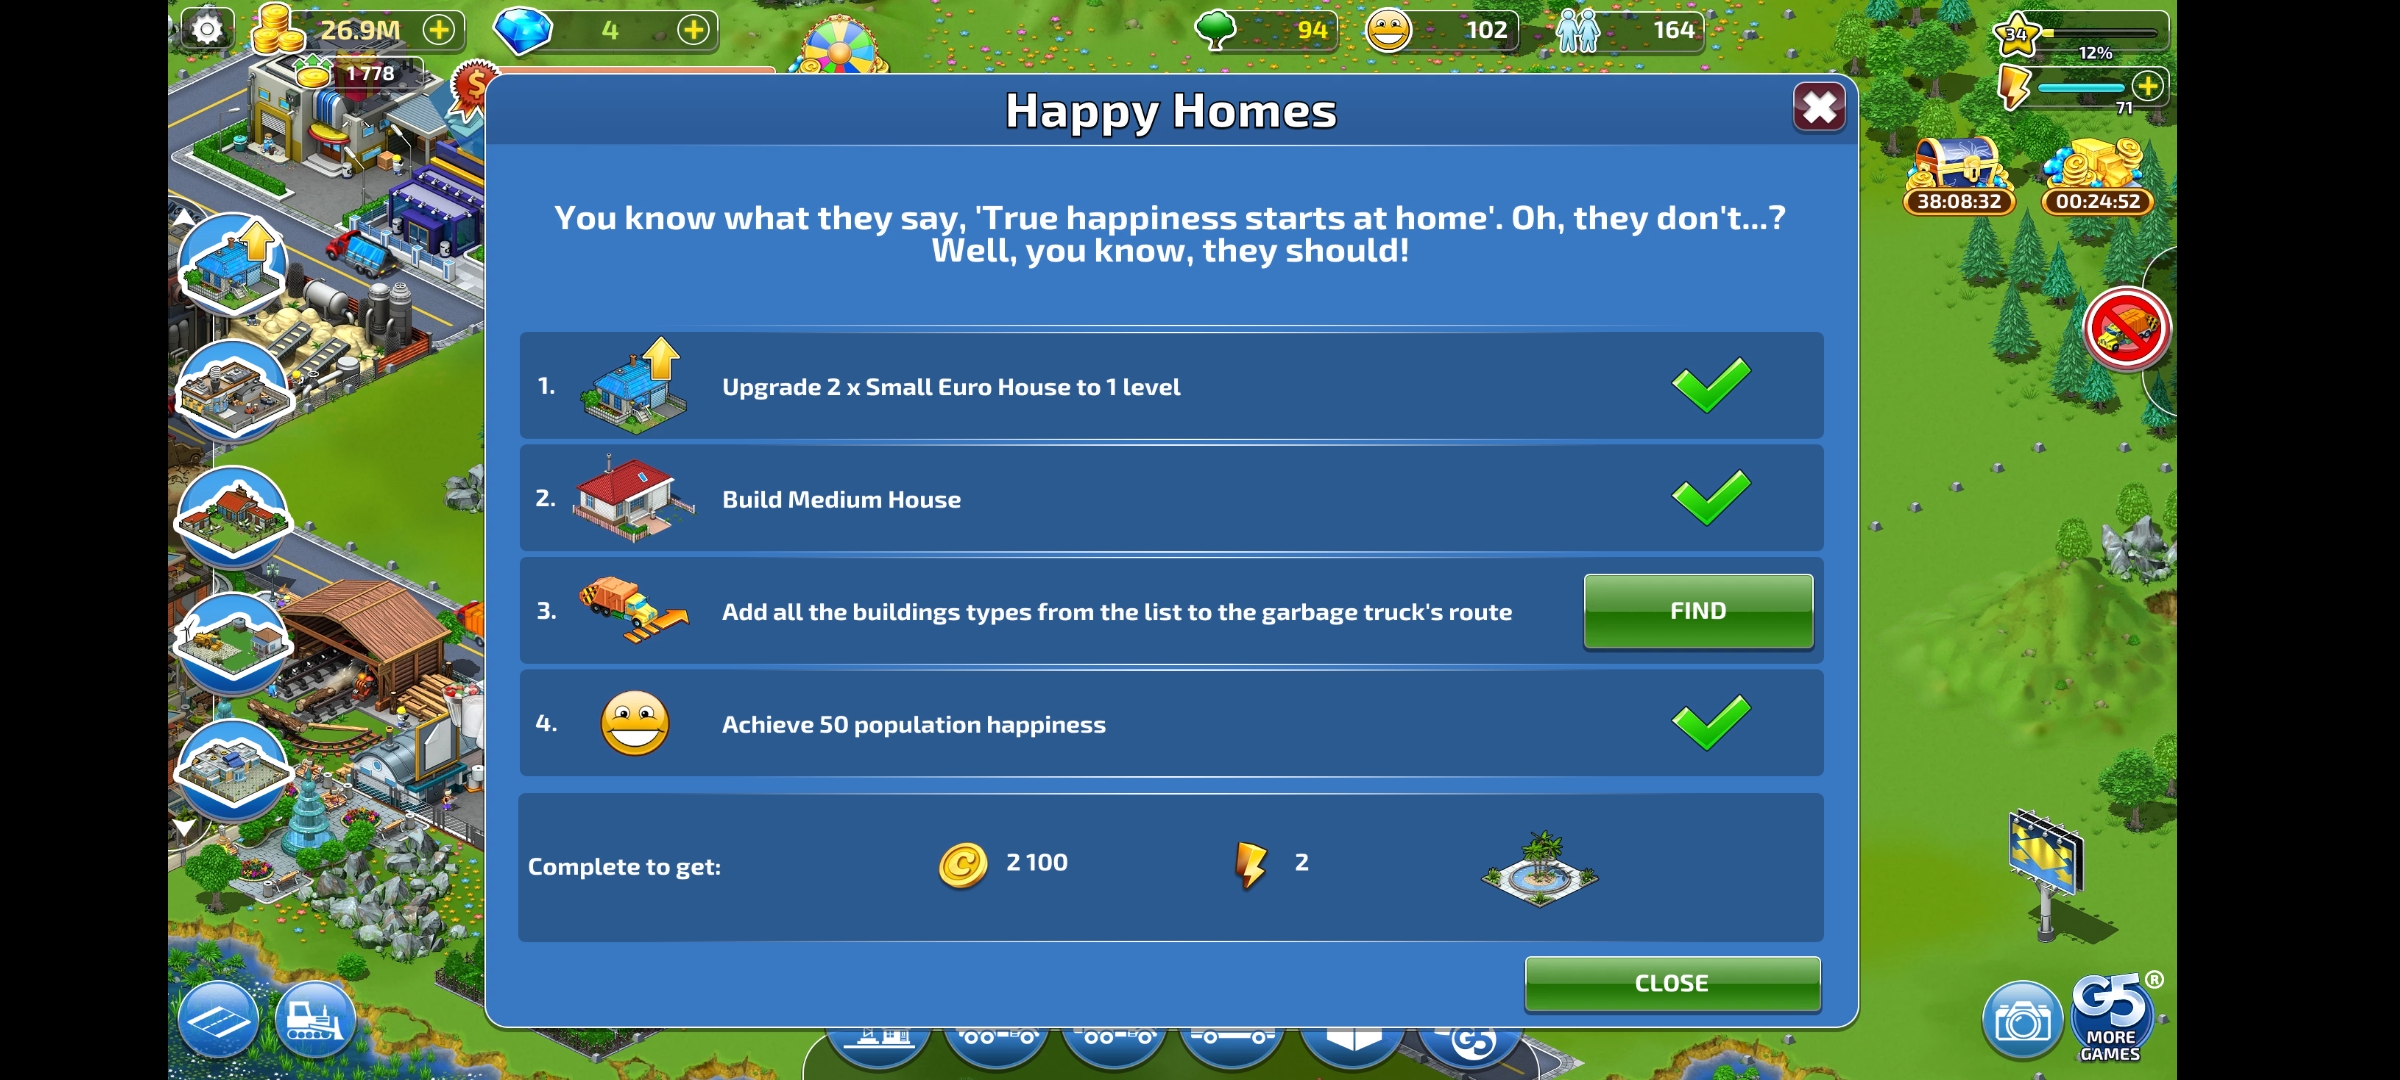 26.9M
4
94
102
164
34
12%
1 778
71
38:08:32
00:24:52
Happy Homes
You know what they say, 'True happiness starts at home'. Oh, they don't...?
Well, you know, they should!
1.
Upgrade 2 x Small Euro House to 1 level
2.
Build Medium House
3.
Add all the buildings types from the list to the garbage truck's route
FIND
4.
Achieve 50 population happiness
Complete to get:
2 100
2
CLOSE
G5
G5®
MORE
GAMES